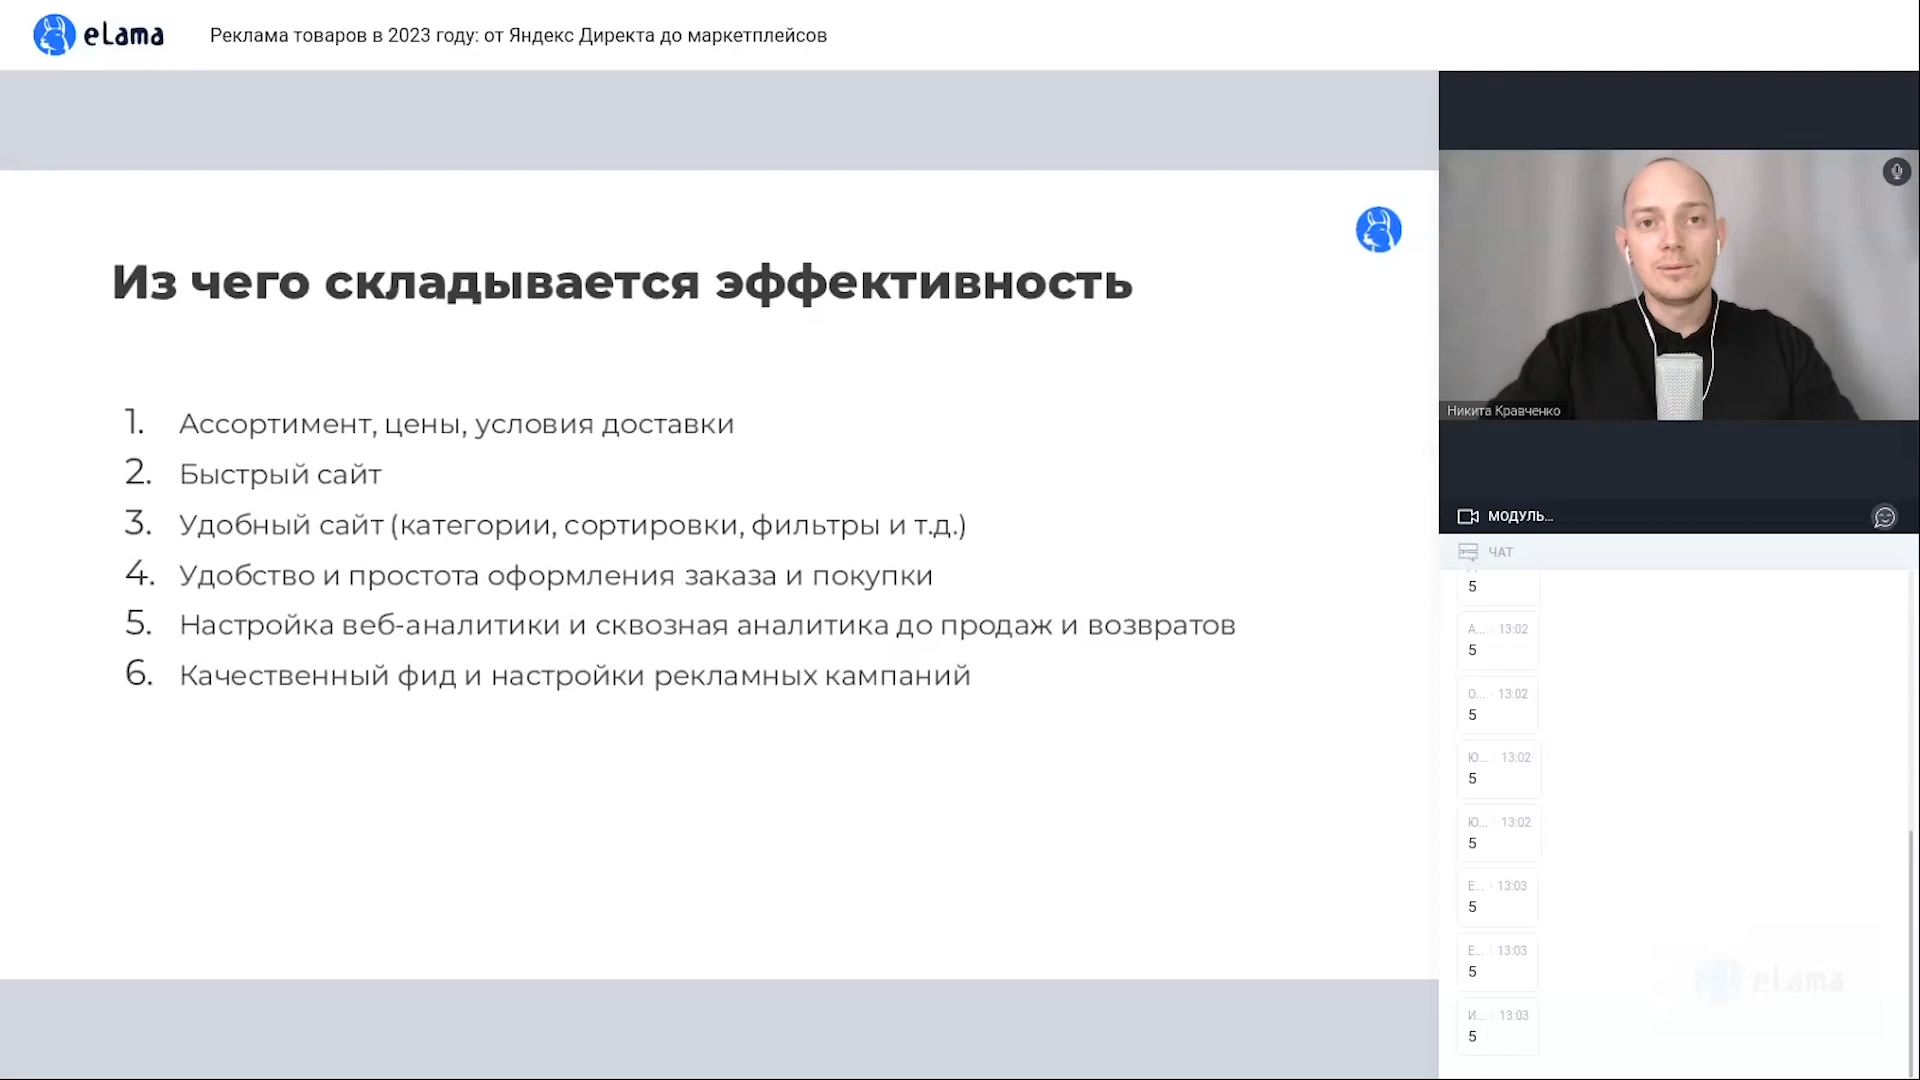 eLama
Реклама товаров в 2023 году: от Яндекс Директа до маркетплейсов
Из чего складывается эффективность
1. Ассортимент, цены, условия доставки
2. Быстрый сайт
3. Удобный сайт (категории, сортировки, фильтры и т.д.)
4. Удобство и простота оформления заказа и покупки
5. Настройка веб-аналитики и сквозная аналитика до продаж и возвратов
6. Качественный фид и настройки рекламных кампаний
Никита Кравченко
МОДУЛЬ...
ЧАТ
5
А... 13:02
5
О... 13:02
5
Ю... 13:02
5
Ю... 13:02
5
Е... 13:03
5
Е... 13:03
5
И... 13:03
5
eLama